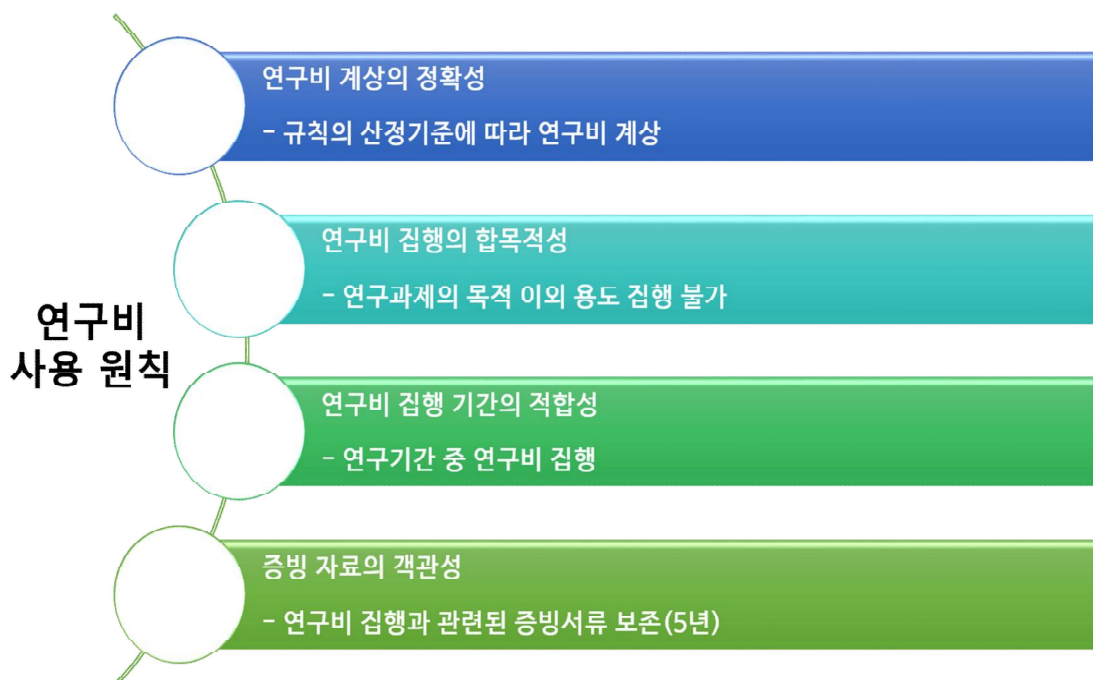 연구비
사용 원칙
연구비 계상의 정확성
- 규칙의 산정기준에 따라 연구비 계상
연구비 집행의 합목적성
- 연구과제의 목적 이외 용도 집행 불가
연구비 집행 기간의 적합성
- 연구기간 중 연구비 집행
증빙 자료의 객관성
- 연구비 집행과 관련된 증빙서류 보존(5년)